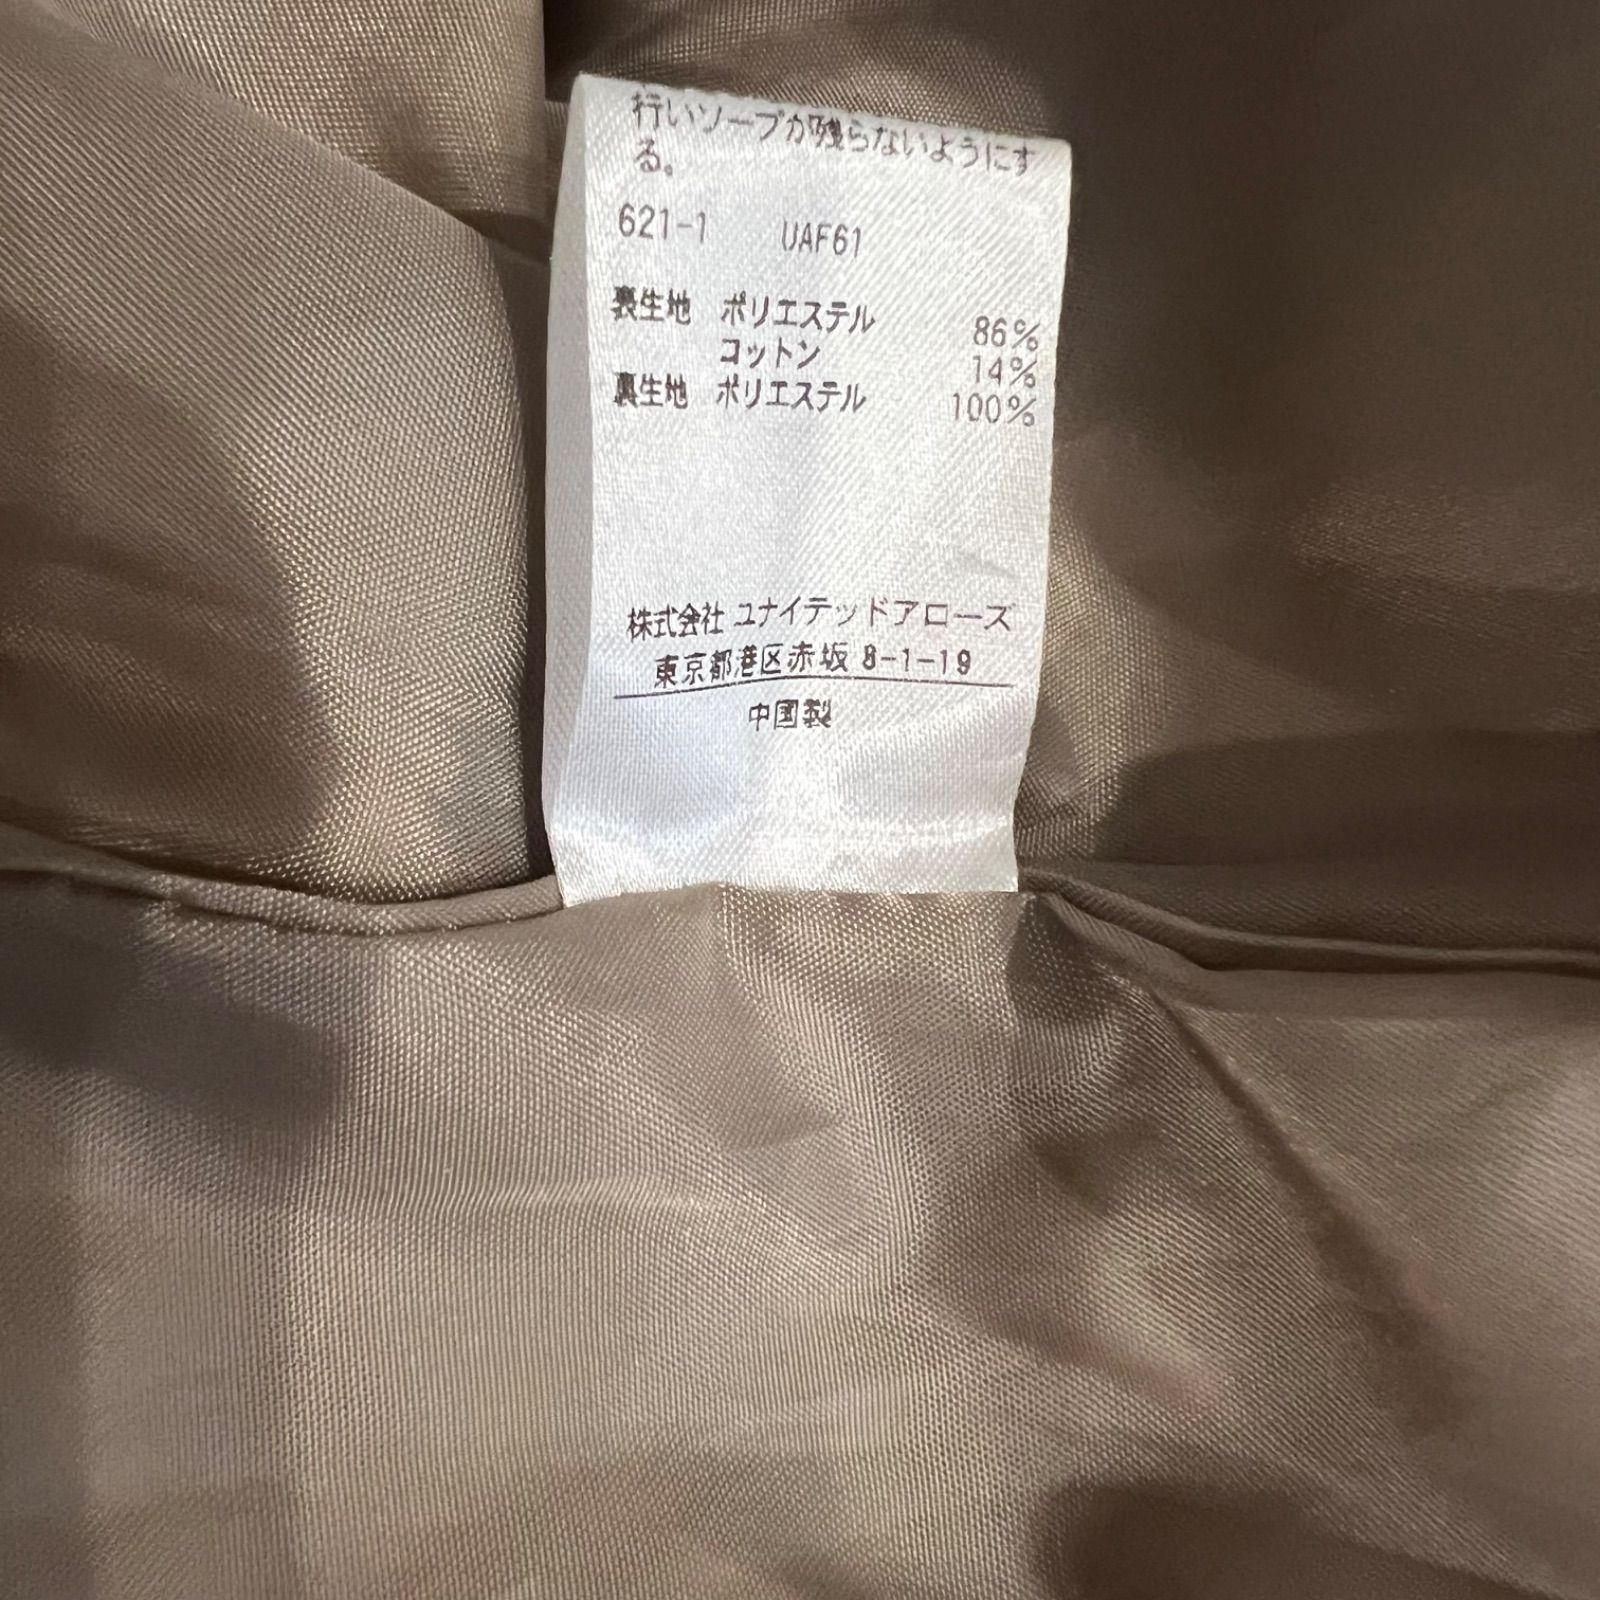 行いソープが残らないようにす
る。
621-1 UAF61
表生地 ポリエステル 86%
コットン 14%
裏生地 ポリエステル 100%
株式会社 ユナイテッドアローズ
東京都港区赤坂 8-1-19
中国製